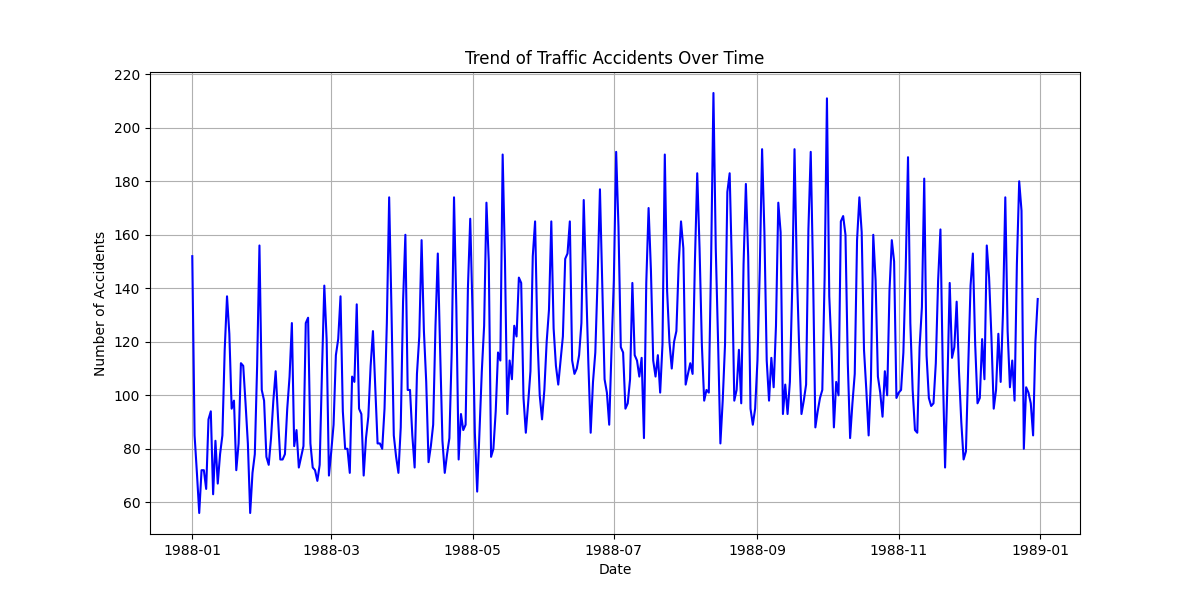 Trend of Traffic Accidents Over Time
Number of Accidents
220
200
180
160
140
120
100
80
60
1988-01 1988-03 1988-05 1988-07 1988-09 1988-11 1989-01
Date